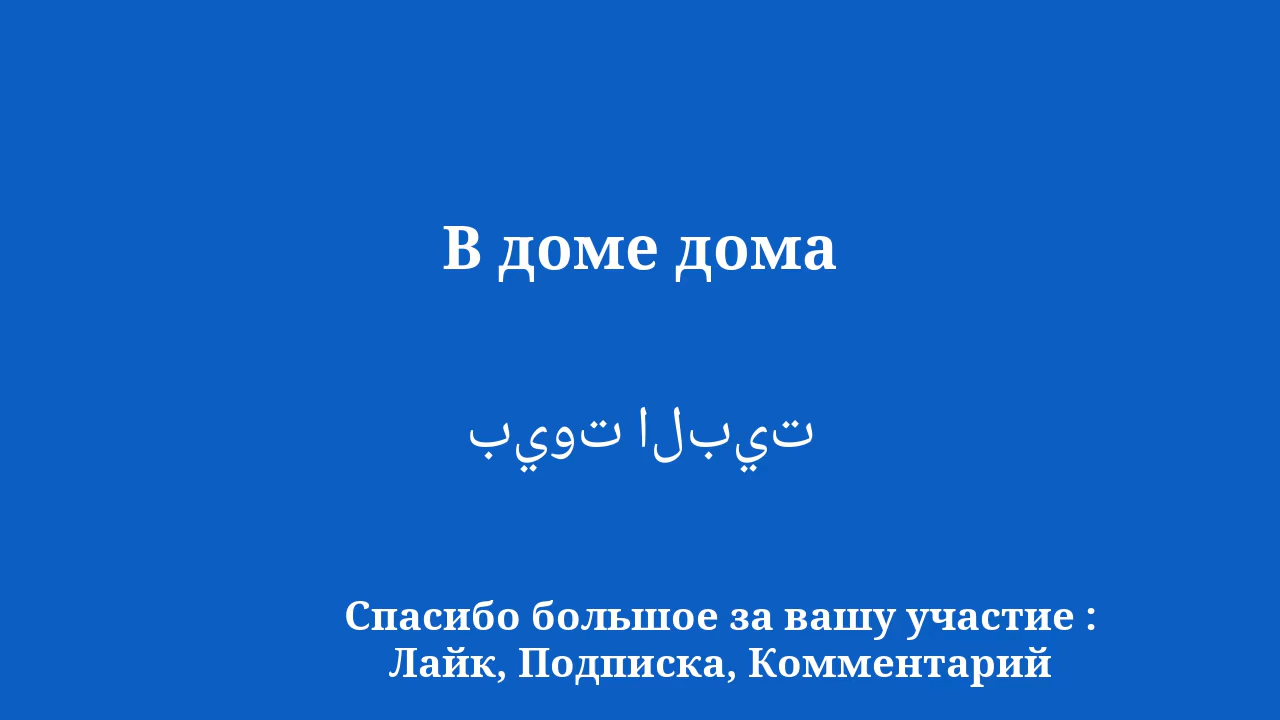 В доме дома
بيوت البيت
Спасибо большое за вашу участие :
Лайк, Подписка, Комментарий